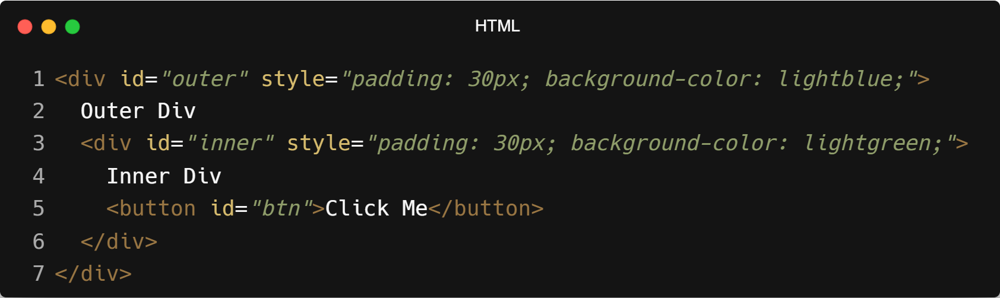 HTML
1 <div id="outer" style="padding: 30px; background-color: lightblue;">
2   Outer Div
3   <div id="inner" style="padding: 30px; background-color: lightgreen;">
4     Inner Div
5     <button id="btn">Click Me</button>
6   </div>
7 </div>